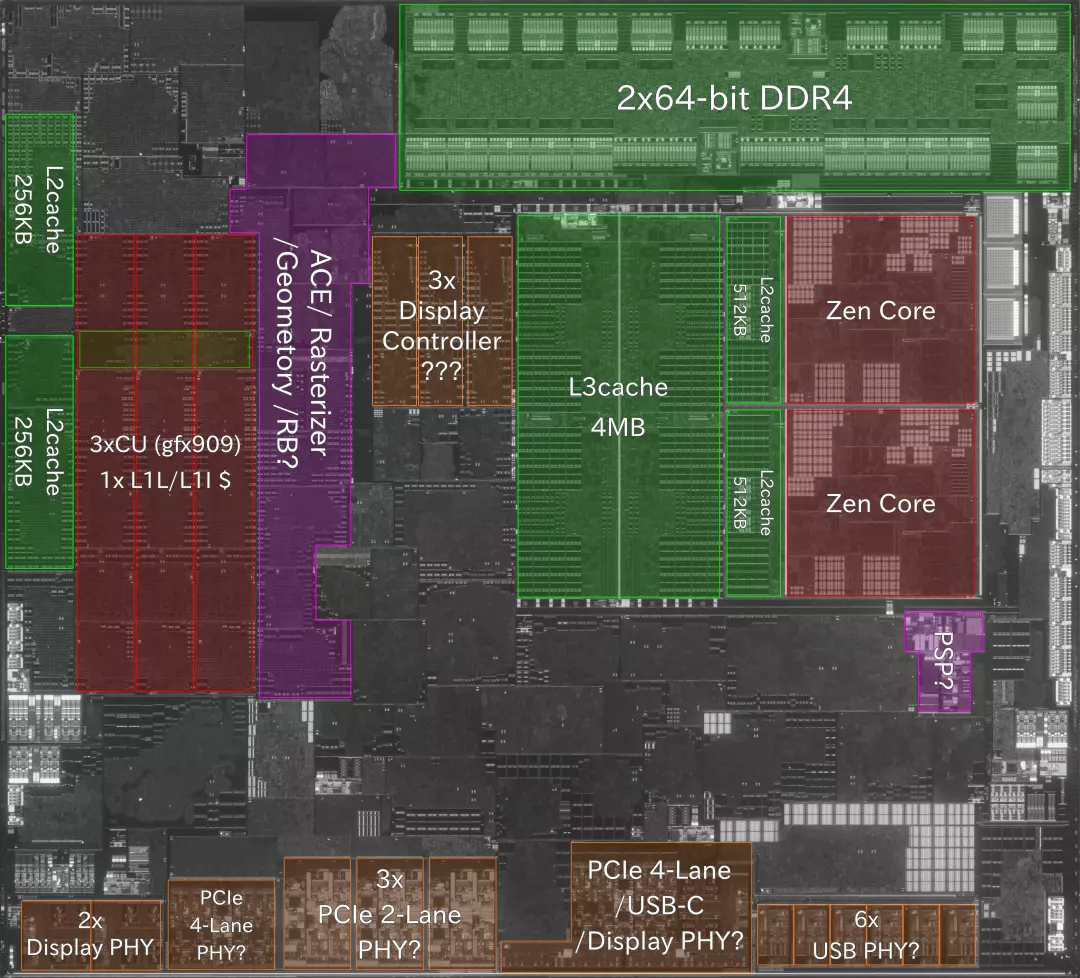 2x64-bit DDR4
L2cache
256KB
L2cache
256KB
3xCU (gfx909)
1x L1L/L1I $
ACE/ Rasterizer
/Geometory /RB?
3x
Display
Controller
???
L3cache
4MB
L2cache
512KB
L2cache
512KB
Zen Core
Zen Core
PSP?
2x
Display PHY
PCIe
4-Lane
PHY?
3x
PCIe 2-Lane
PHY?
PCIe 4-Lane
/USB-C
/Display PHY?
6x
USB PHY?